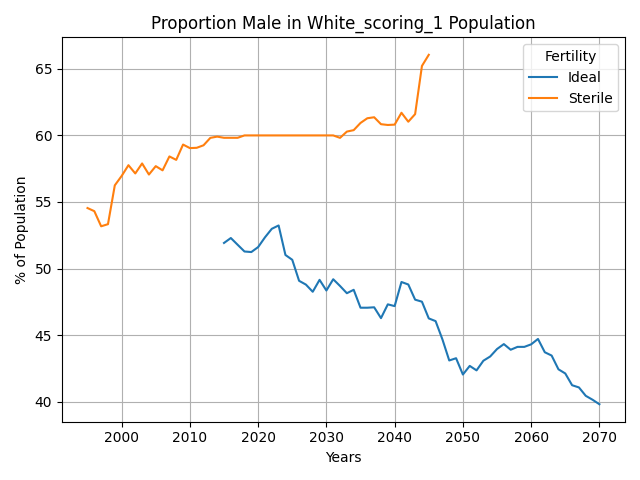 Proportion Male in White_scoring_1 Population
% of Population
65
60
55
50
45
40
Fertility
Ideal
Sterile
2000 2010 2020 2030 2040 2050 2060 2070
Years